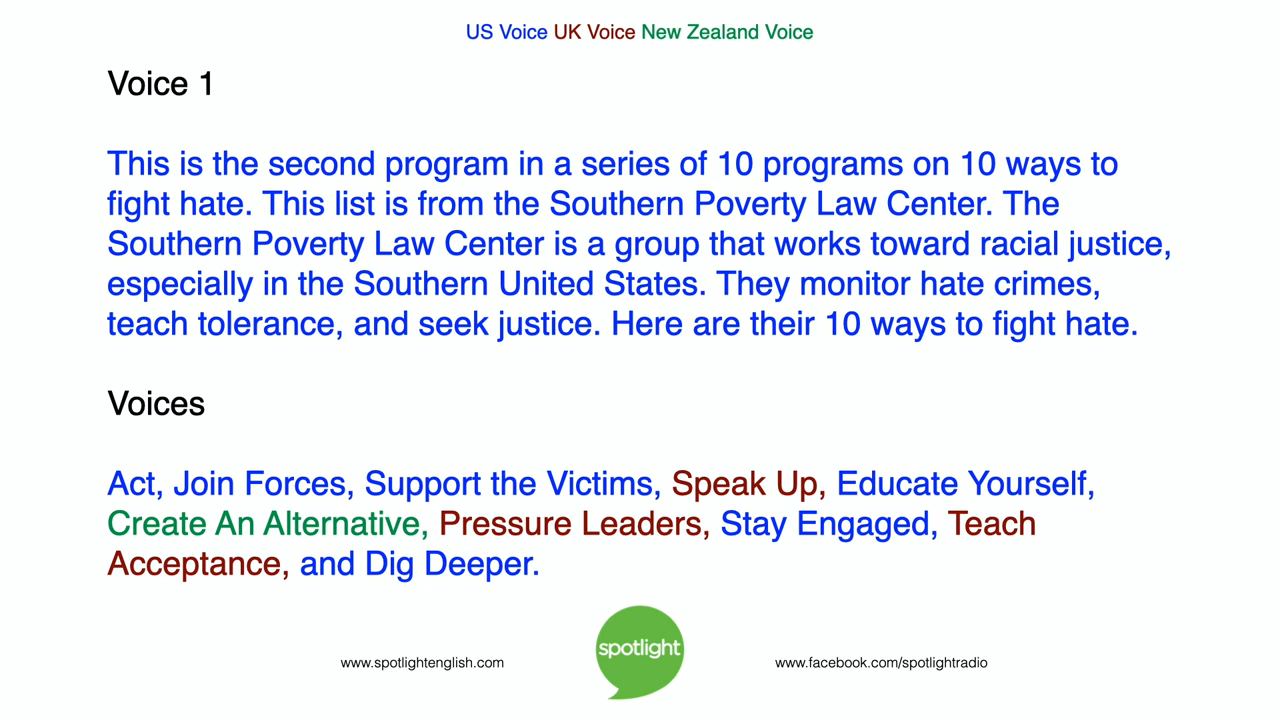 US Voice UK Voice New Zealand Voice
Voice 1
This is the second program in a series of 10 programs on 10 ways to
fight hate. This list is from the Southern Poverty Law Center. The
Southern Poverty Law Center is a group that works toward racial justice,
especially in the Southern United States. They monitor hate crimes,
teach tolerance, and seek justice. Here are their 10 ways to fight hate.
Voices
Act, Join Forces, Support the Victims, Speak Up, Educate Yourself,
Create An Alternative, Pressure Leaders, Stay Engaged, Teach
Acceptance, and Dig Deeper.
www.spotlightenglish.com
spotlight
www.facebook.com/spotlightradio